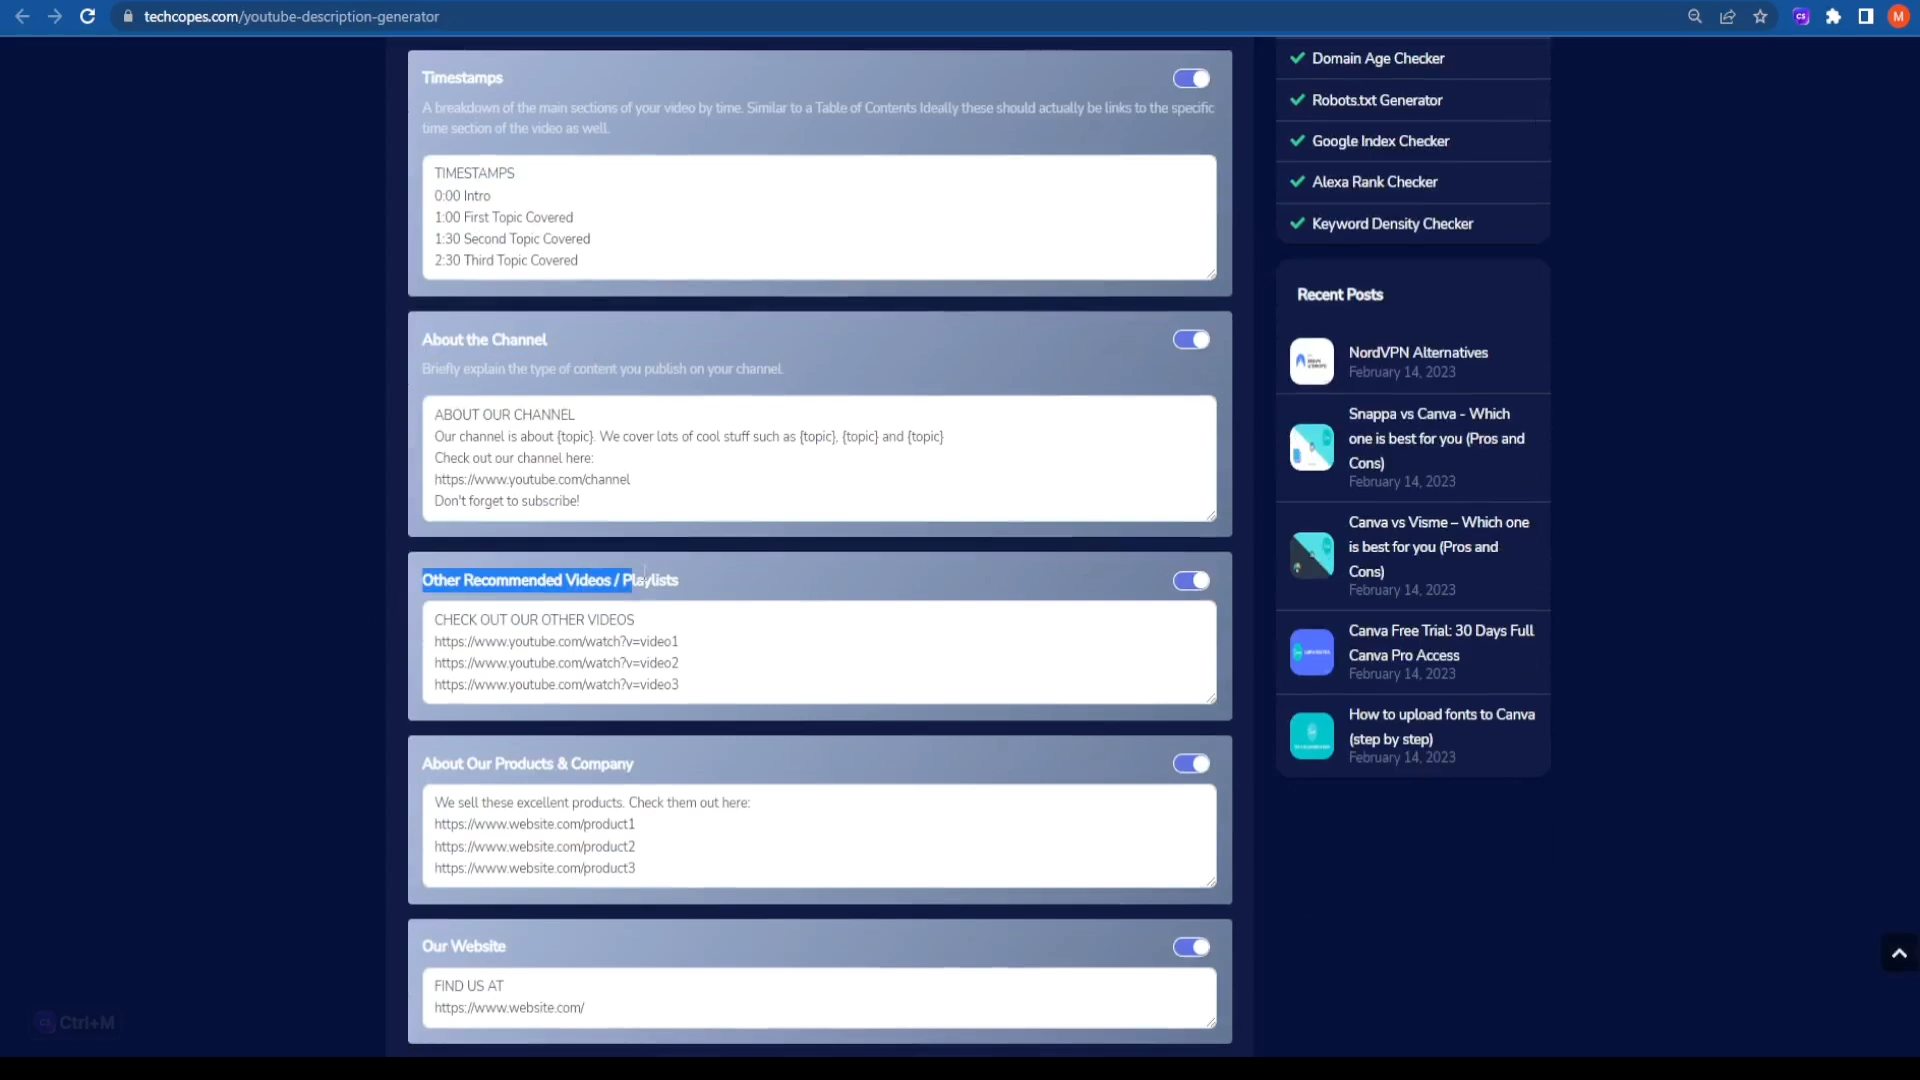 techcopes.com/youtube-description-generator
M
Timestamps
A breakdown of the main sections of your video by time. Similar to a Table of Contents Ideally these should actually be links to the specific
time section of the video as well.
TIMESTAMPS
0:00 Intro
1:00 First Topic Covered
1:30 Second Topic Covered
2:30 Third Topic Covered
About the Channel
Briefly explain the type of content you publish on your channel.
ABOUT OUR CHANNEL
Our channel is about {topic}. We cover lots of cool stuff such as {topic}, {topic} and {topic}
Check out our channel here:
https://www.youtube.com/channel
Don't forget to subscribe!
Other Recommended Videos / Playlists
CHECK OUT OUR OTHER VIDEOS
https://www.youtube.com/watch?v=video1
https://www.youtube.com/watch?v=video2
https://www.youtube.com/watch?v=video3
About Our Products & Company
We sell these excellent products. Check them out here:
https://www.website.com/product1
https://www.website.com/product2
https://www.website.com/product3
Our Website
FIND US AT
https://www.website.com/
Domain Age Checker
Robots.txt Generator
Google Index Checker
Alexa Rank Checker
Keyword Density Checker
Recent Posts
NordVPN Alternatives
February 14, 2023
Snappa vs Canva - Which
one is best for you (Pros and
Cons)
February 14, 2023
Canva vs Visme – Which one
is best for you (Pros and
Cons)
February 14, 2023
Canva Free Trial: 30 Days Full
Canva Pro Access
February 14, 2023
How to upload fonts to Canva
(step by step)
February 14, 2023
Ctrl+M